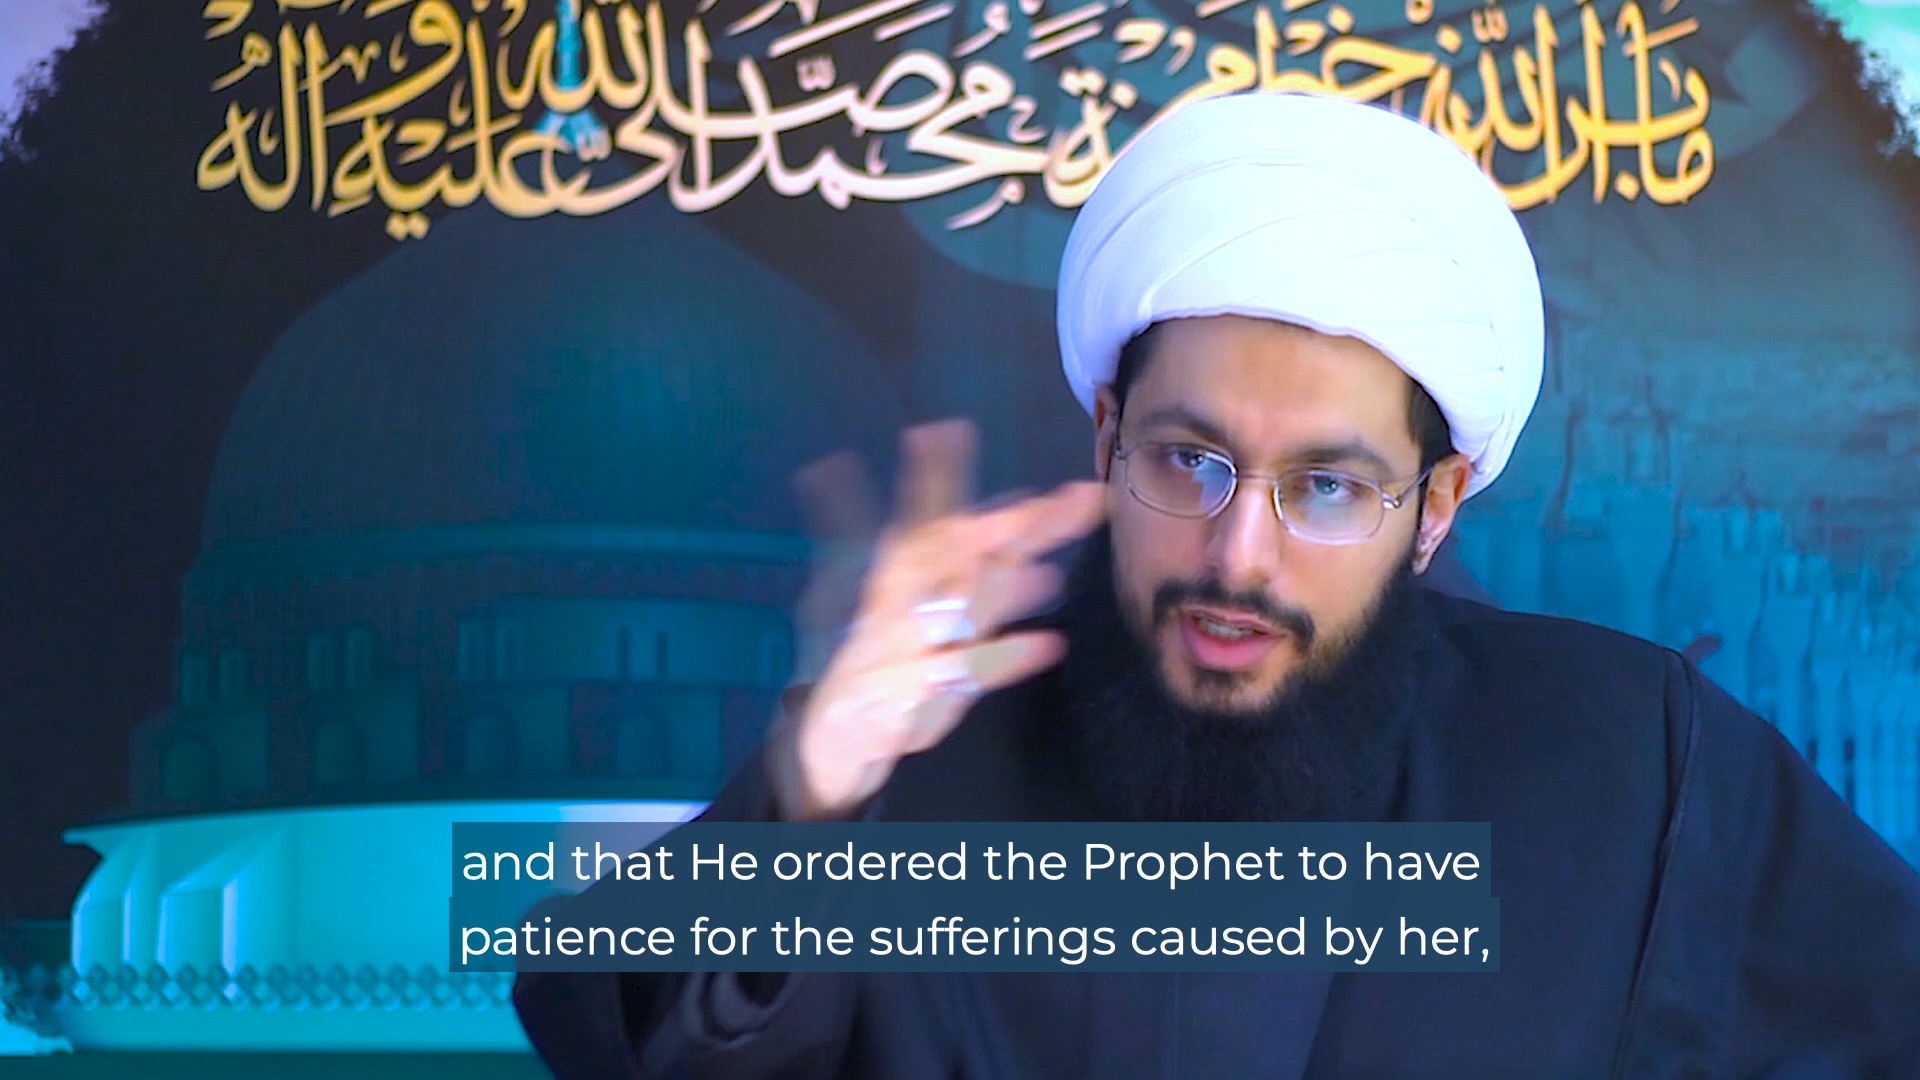 محمد صلى الله عليه وآله
and that He ordered the Prophet to have
patience for the sufferings caused by her,